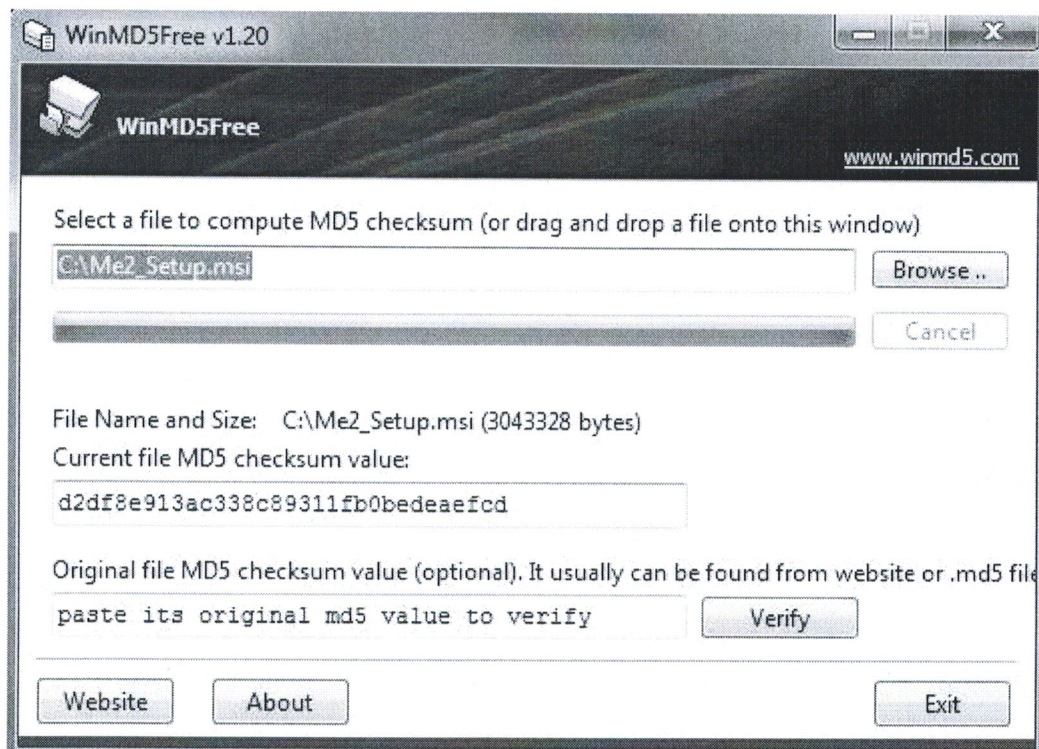 WinMD5Free v1.20
WinMD5Free
www.winmd5.com
Select a file to compute MD5 checksum (or drag and drop a file onto this window)
C:\Me2_Setup.msi
Browse ..
Cancel
File Name and Size: C:\Me2_Setup.msi (3043328 bytes)
Current file MD5 checksum value:
d2df8e913ac338c89311fb0bedeaefcd
Original file MD5 checksum value (optional). It usually can be found from website or .md5 file
paste its original md5 value to verify
Verify
Website
About
Exit